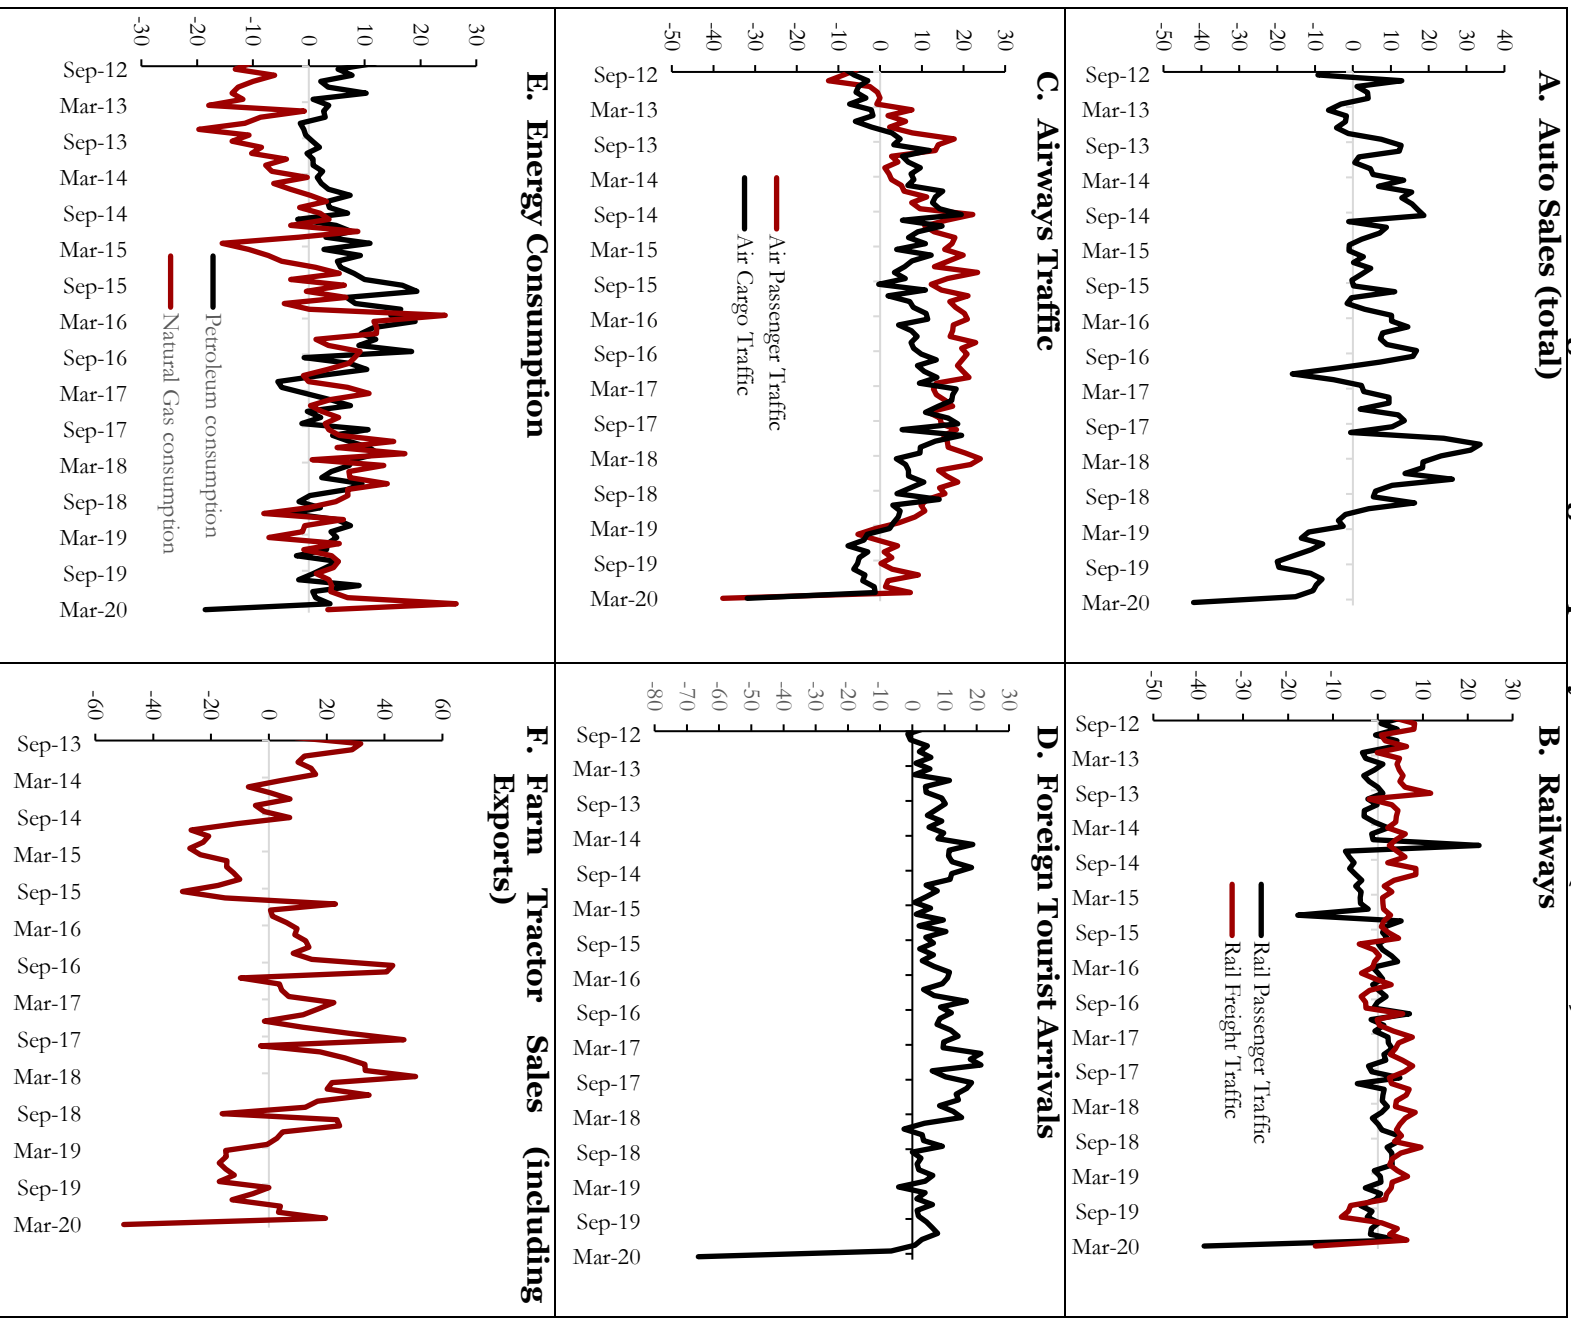 A. Auto Sales (total)
40
30
20
10
0
-10
-20
-30
-40
-50
Sep-12
Mar-13
Sep-13
Mar-14
Sep-14
Mar-15
Sep-15
Mar-16
Sep-16
Mar-17
Sep-17
Mar-18
Sep-18
Mar-19
Sep-19
Mar-20
B. Railways
30
20
10
0
-10
-20
-30
-40
-50
Rail Passenger Traffic
Rail Freight Traffic
Sep-12
Mar-13
Sep-13
Mar-14
Sep-14
Mar-15
Sep-15
Mar-16
Sep-16
Mar-17
Sep-17
Mar-18
Sep-18
Mar-19
Sep-19
Mar-20
C. Airways Traffic
30
20
10
0
-10
-20
-30
-40
-50
Air Passenger Traffic
Air Cargo Traffic
Sep-12
Mar-13
Sep-13
Mar-14
Sep-14
Mar-15
Sep-15
Mar-16
Sep-16
Mar-17
Sep-17
Mar-18
Sep-18
Mar-19
Sep-19
Mar-20
D. Foreign Tourist Arrivals
30
20
10
0
-10
-20
-30
-40
-50
-60
-70
-80
Sep-12
Mar-13
Sep-13
Mar-14
Sep-14
Mar-15
Sep-15
Mar-16
Sep-16
Mar-17
Sep-17
Mar-18
Sep-18
Mar-19
Sep-19
Mar-20
E. Energy Consumption
30
20
10
0
-10
-20
-30
Petroleum consumption
Natural Gas consumption
Sep-12
Mar-13
Sep-13
Mar-14
Sep-14
Mar-15
Sep-15
Mar-16
Sep-16
Mar-17
Sep-17
Mar-18
Sep-18
Mar-19
Sep-19
Mar-20
F. Farm Tractor Sales (including
Exports)
60
40
20
0
-20
-40
-60
Sep-13
Mar-14
Sep-14
Mar-15
Sep-15
Mar-16
Sep-16
Mar-17
Sep-17
Mar-18
Sep-18
Mar-19
Sep-19
Mar-20